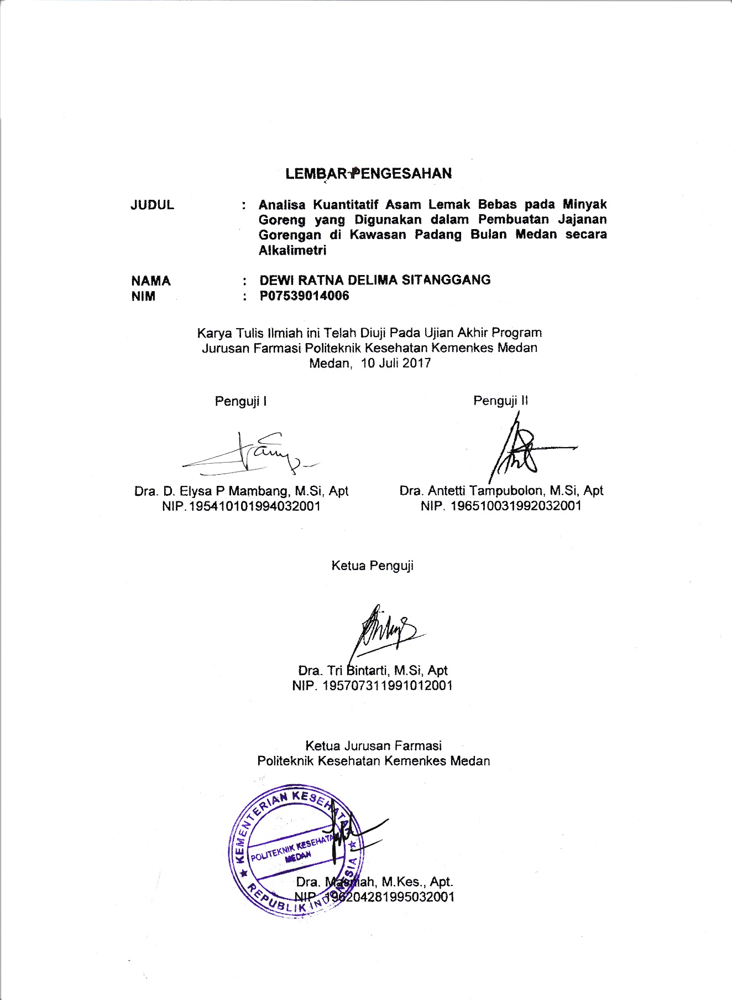 LEMBAR PENGESAHAN
JUDUL : Analisa Kuantitatif Asam Lemak Bebas pada Minyak
Goreng yang Digunakan dalam Pembuatan Jajanan
Gorengan di Kawasan Padang Bulan Medan secara
Alkalimetri
NAMA : DEWI RATNA DELIMA SITANGGANG
NIM : P07539014006
Karya Tulis Ilmiah ini Telah Diuji Pada Ujian Akhir Program
Jurusan Farmasi Politeknik Kesehatan Kemenkes Medan
Medan, 10 Juli 2017
Penguji I Penguji II
Dra. D. Elysa P Mambang, M.Si, Apt Dra. Antetti Tampubolon, M.Si, Apt
NIP. 195410101994032001 NIP. 196510031992032001
Ketua Penguji
Dra. Tri Bintarti, M.Si, Apt
NIP. 195707311991012001
Ketua Jurusan Farmasi
Politeknik Kesehatan Kemenkes Medan
KEMENTERIAN KESEHATAN
POLITEKNIK KESEHATAN
MEDAN
REPUBLIK INDONESIA
Dra. Masniah, M.Kes., Apt.
NIP. 196204281995032001